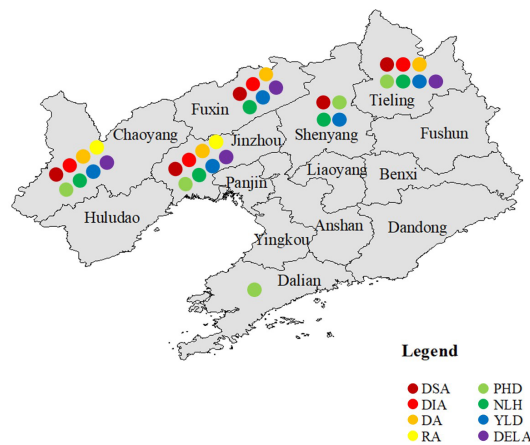 Tieling
Fuxin
Chaoyang
Jinzhou
Shenyang
Fushun
Liaoyang
Benxi
Panjin
Huludao
Anshan
Dandong
Yingkou
Dalian
Legend
DSA PHD
DIA NLH
DA YLD
RA DELA